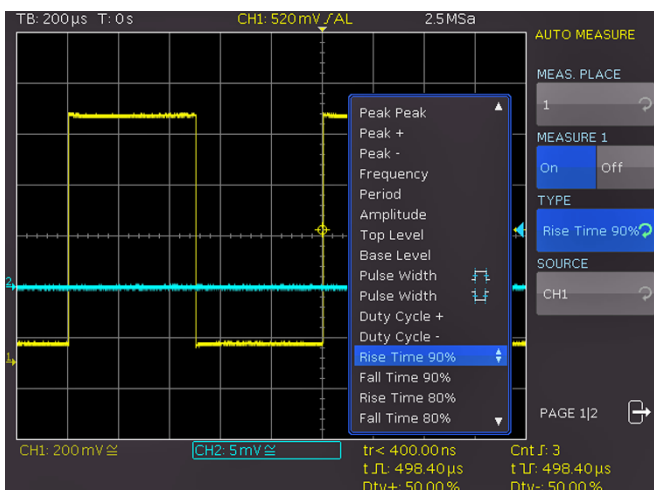 TB: 200µs T: 0s CH1: 520mV AL 2.5MSa
AUTO MEASURE
MEAS. PLACE
1
MEASURE 1
On Off
TYPE
Rise Time 90%
SOURCE
CH1
PAGE 1|2
Peak Peak
Peak +
Peak -
Frequency
Period
Amplitude
Top Level
Base Level
Pulse Width
Pulse Width
Duty Cycle +
Duty Cycle -
Rise Time 90%
Fall Time 90%
Rise Time 80%
Fall Time 80%
2
1
CH1: 200mV≅ CH2: 5mV≅ tr< 400.00ns Cnt: 3
t: 498.40µs t: 498.40µs
Dty+: 50.00% Dty-: 50.00%